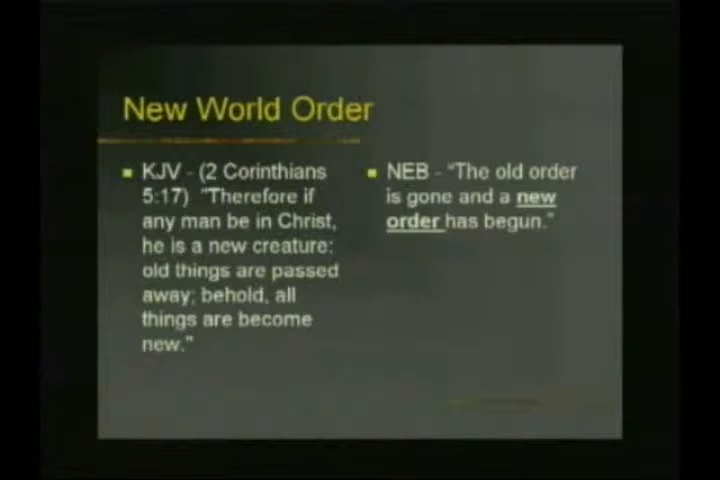 New World Order
KJV - (2 Corinthians
5:17) "Therefore if
any man be in Christ,
he is a new creature:
old things are passed
away; behold, all
things are become
new."
NEB - "The old order
is gone and a new
order has begun."